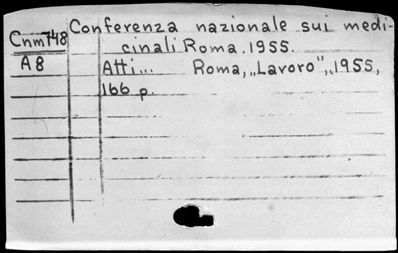 Conferenza nazionale sui medi-
Cnm748
cinali Roma. 1955.
A8
Atti... Roma, „Lavoro", 1955,
166 p.